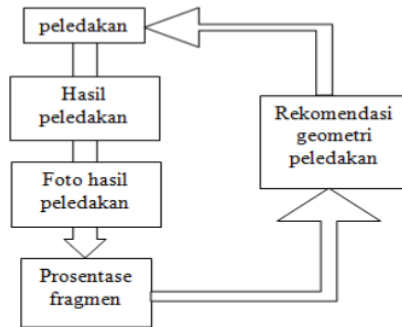 peledakan
Hasil
peledakan
Foto hasil
peledakan
Prosentase
fragmen
Rekomendasi
geometri
peledakan